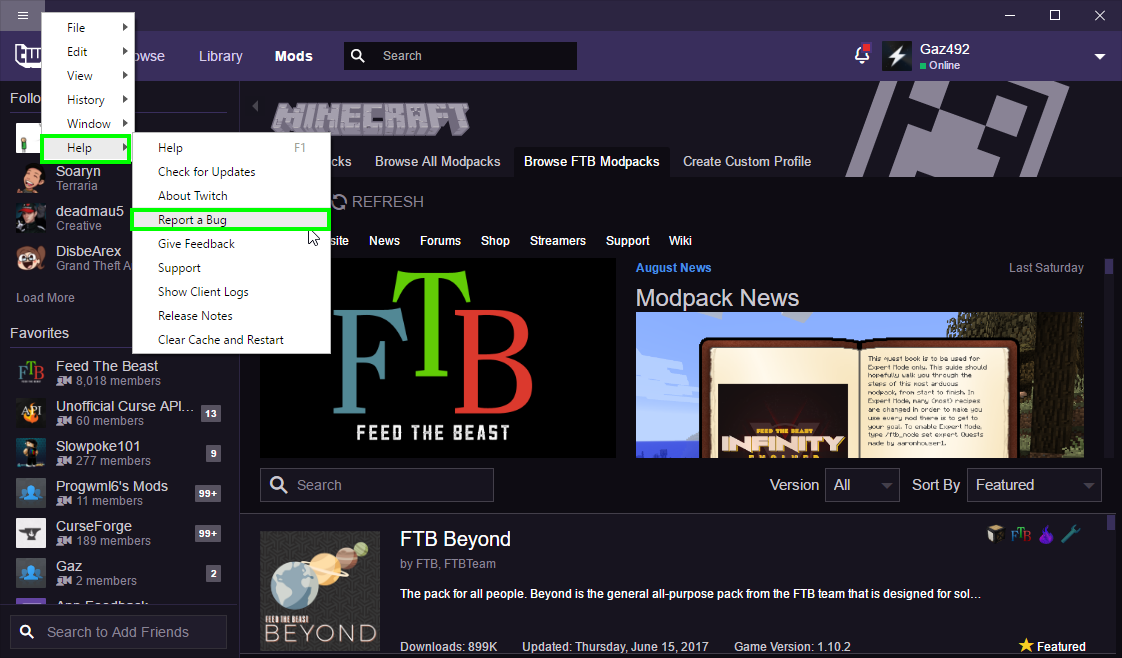 File
Edit
View
History
Window
Help
Library
Mods
Search
Gaz492
Online
Help F1
Check for Updates
About Twitch
Report a Bug
Give Feedback
Support
Show Client Logs
Release Notes
Clear Cache and Restart
Soaryn
Terraria
deadmau5
Creative
DisbeArex
Grand Theft A
Load More
Favorites
Feed The Beast
8,018 members
Unofficial Curse API...
60 members
13
Slowpoke101
277 members
9
Progwml6's Mods
11 members
99+
CurseForge
189 members
99+
Gaz
2 members
2
Search to Add Friends
MINECRAFT
Browse All Modpacks
Browse FTB Modpacks
Create Custom Profile
REFRESH
News
Forums
Shop
Streamers
Support
Wiki
FTB
FEED THE BEAST
August News
Last Saturday
Modpack News
This quest book is to be used for
Expert Mode only. This guide should
hopefully walk you through the
steps of this most arduous
modpack, from start to finish. In
Expert Mode, many (most) recipes
are changed in order to make you
use every mod there is to get to
your goal. To enable Expert Mode,
type /ftb_mode set expert Quests
made by
FEED THE BEAST
INFINITY
EVOLVED
Search
Version
All
Sort By
Featured
FEED THE BEAST
BEYOND
FTB Beyond
by FTB, FTBTeam
The pack for all people. Beyond is the general all-purpose pack from the FTB team that is designed for sol...
Downloads: 899K
Updated: Thursday, June 15, 2017
Game Version: 1.10.2
Featured